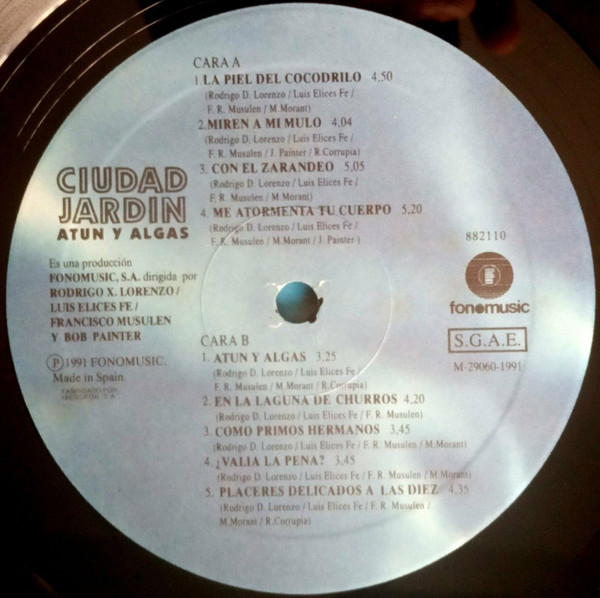 CARA A
1 LA PIEL DEL COCODRILO 4,50
(Rodrigo D. Lorenzo / Luis Elices Fe /
F. R. Musulen / M.Morant)
2.MIREN A MI MULO 4,04
(Rodrigo D. Lorenzo / Luis Elices Fe /
F. R. Musulen / J. Painter / R.Corrupia)
3. CON EL ZARANDEO 5,05
(Rodrigo D. Lorenzo / Luis Elices Fe /
F. R. Musulen / M.Morant)
4. ME ATORMENTA TU CUERPO 5,20
(Rodrigo D. Lorenzo / Luis Elices Fe /
F. R. Musulen / M.Morant / J. Painter )
CIUDAD
JARDIN
ATUN Y ALGAS
Es una producción
FONOMUSIC, S.A. dirigida por
RODRIGO X. LORENZO /
LUIS ELICES FE /
FRANCISCO MUSULEN
Y BOB PAINTER
Ⓟ 1991 FONOMUSIC.
Made in Spain.
FABRICADO POR:
IBEROFON, S.A.
882110
fonomusic
S.G.A.E.
M-29060-1991
CARA B
1. ATUN Y ALGAS 3,25
(Rodrigo D. Lorenzo / Luis Elices Fe /
F. R. Musulen / M.Morant / R.Corrupia)
2. EN LA LAGUNA DE CHURROS 4,20
(Rodrigo D. Lorenzo / Luis Elices Fe / F. R. Musulen)
3. COMO PRIMOS HERMANOS 3,45
(Rodrigo D. Lorenzo / Luis Elices Fe / F. R. Musulen / M.Morant)
4. ¿VALIA LA PENA? 3,45
(Rodrigo D. Lorenzo / Luis Elices Fe / F. R. Musulen / M.Morant)
5. PLACERES DELICADOS A LAS DIEZ 4,35
(Rodrigo D. Lorenzo / Luis Elices Fe / F. R. Musulen /
M.Morant / R.Corrupia)